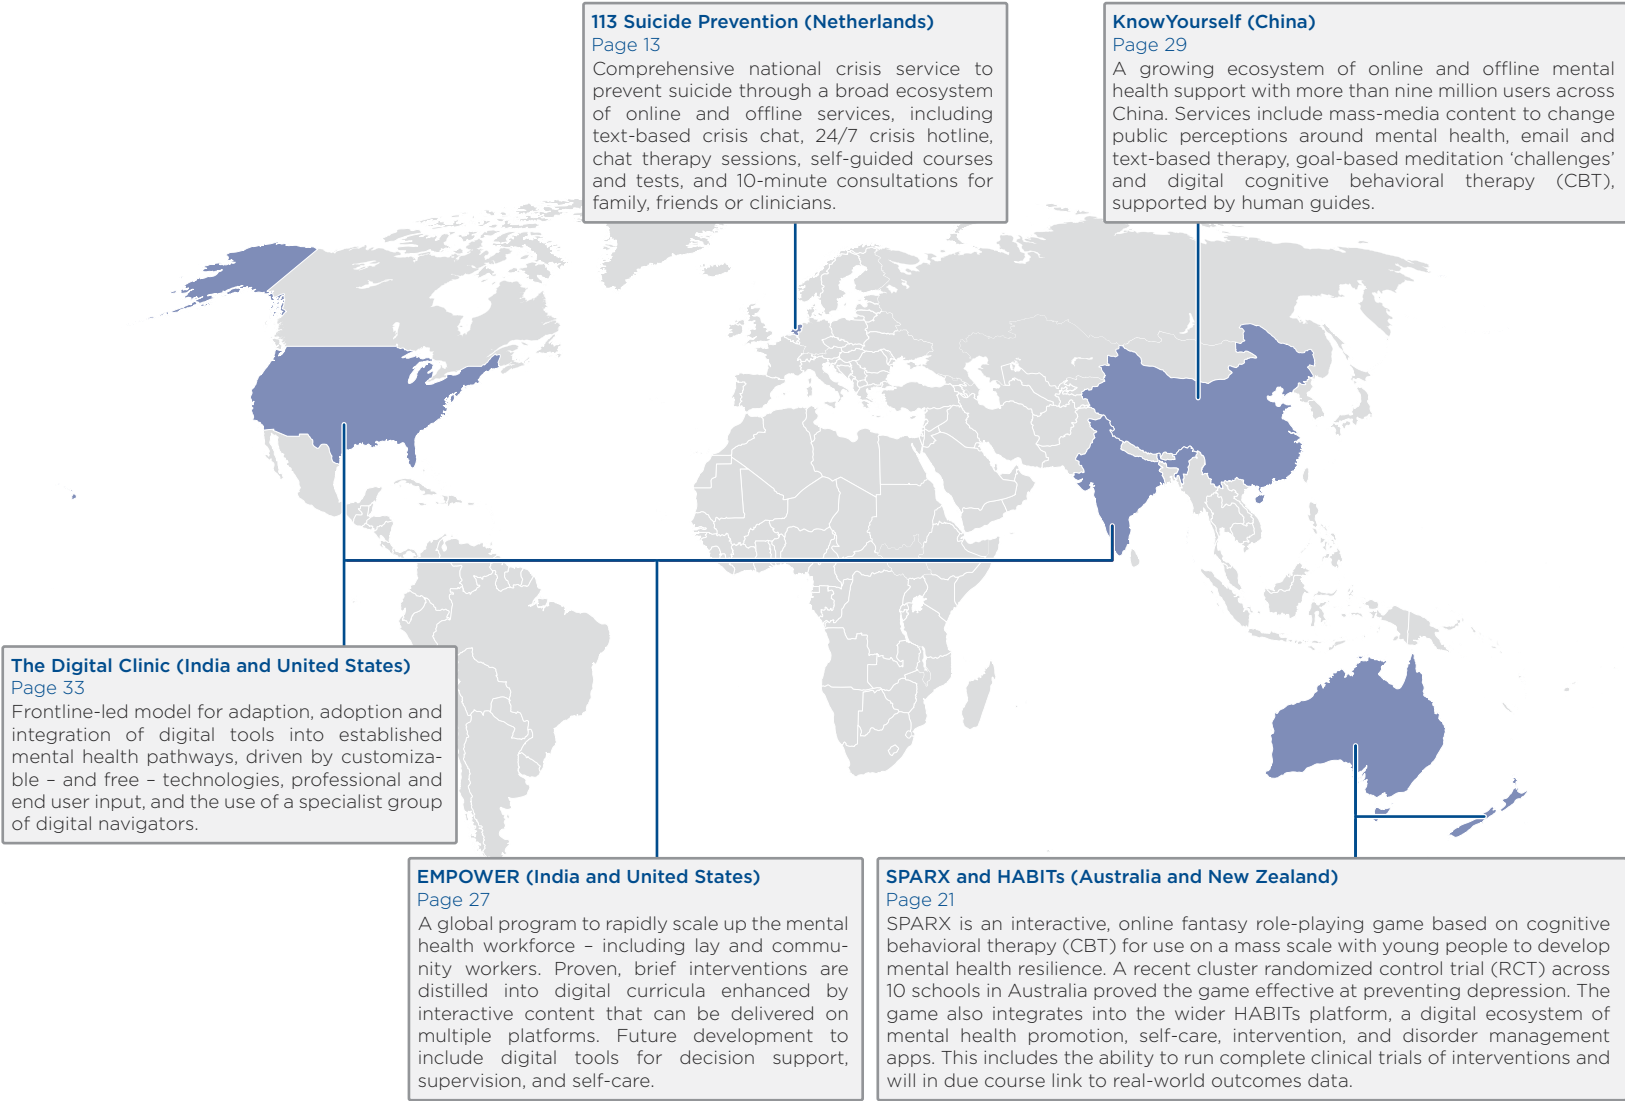 113 Suicide Prevention (Netherlands)
Page 13
Comprehensive national crisis service to
prevent suicide through a broad ecosystem
of online and offline services, including
text-based crisis chat, 24/7 crisis hotline,
chat therapy sessions, self-guided courses
and tests, and 10-minute consultations for
family, friends or clinicians.
KnowYourself (China)
Page 29
A growing ecosystem of online and offline mental
health support with more than nine million users across
China. Services include mass-media content to change
public perceptions around mental health, email and
text-based therapy, goal-based meditation ‘challenges’
and digital cognitive behavioral therapy (CBT),
supported by human guides.
The Digital Clinic (India and United States)
Page 33
Frontline-led model for adaption, adoption and
integration of digital tools into established
mental health pathways, driven by customiza-
ble – and free – technologies, professional and
end user input, and the use of a specialist group
of digital navigators.
EMPOWER (India and United States)
Page 27
A global program to rapidly scale up the mental
health workforce – including lay and commu-
nity workers. Proven, brief interventions are
distilled into digital curricula enhanced by
interactive content that can be delivered on
multiple platforms. Future development to
include digital tools for decision support,
supervision, and self-care.
SPARX and HABITs (Australia and New Zealand)
Page 21
SPARX is an interactive, online fantasy role-playing game based on cognitive
behavioral therapy (CBT) for use on a mass scale with young people to develop
mental health resilience. A recent cluster randomized control trial (RCT) across
10 schools in Australia proved the game effective at preventing depression. The
game also integrates into the wider HABITs platform, a digital ecosystem of
mental health promotion, self-care, intervention, and disorder management
apps. This includes the ability to run complete clinical trials of interventions and
will in due course link to real-world outcomes data.